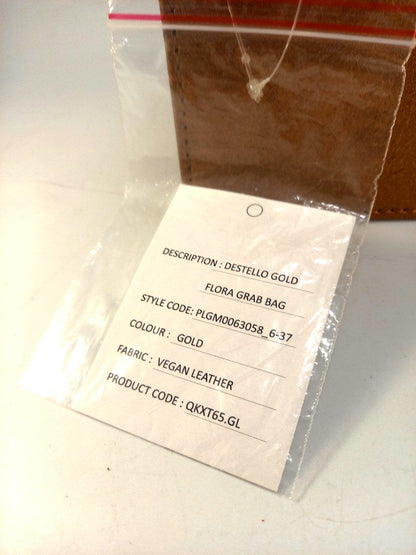 DESCRIPTION : DESTELLO GOLD
FLORA GRAB BAG
STYLE CODE: PLGM0063058_6-37
COLOUR : GOLD
FABRIC : VEGAN LEATHER
PRODUCT CODE : QKXT65.GL